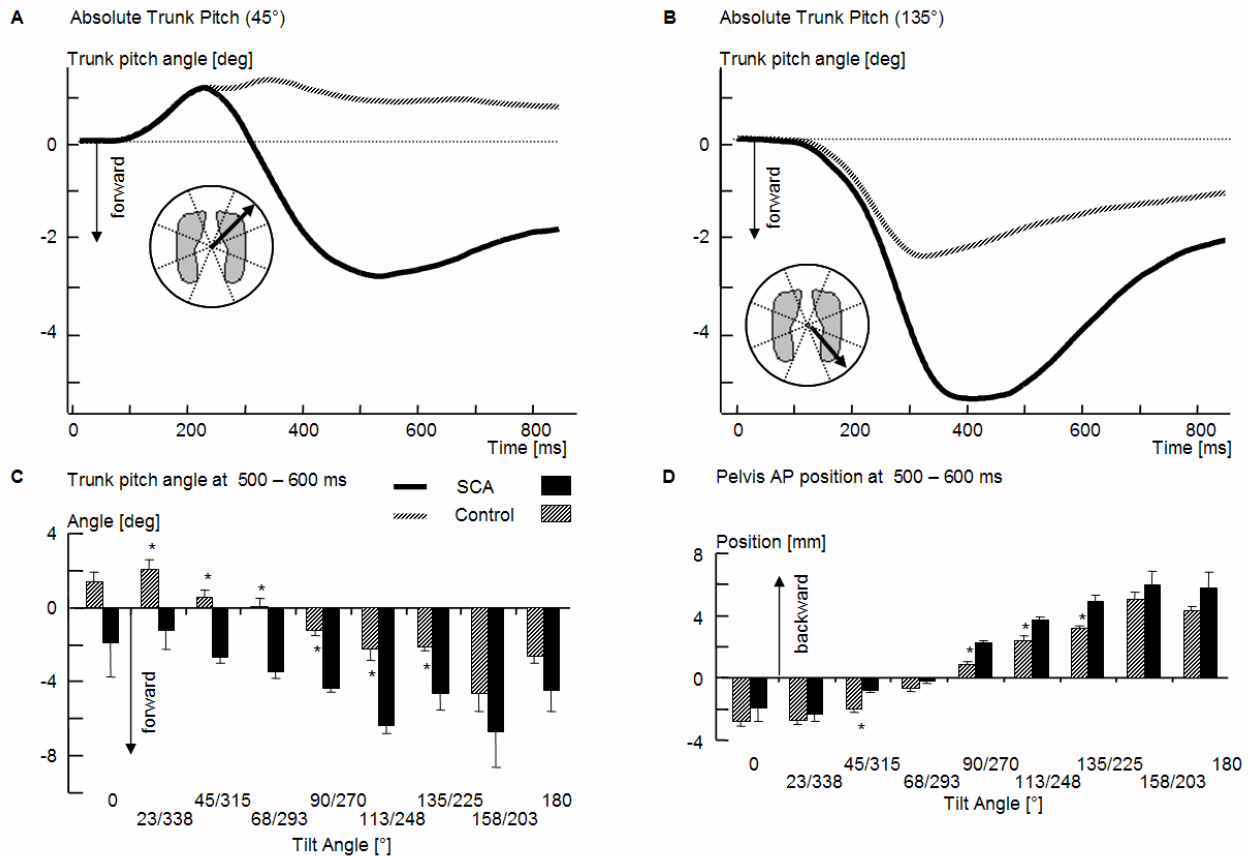 A Absolute Trunk Pitch (45°)
Trunk pitch angle [deg]
0
-2
-4
forward
0 200 400 600 800
Time [ms]
B Absolute Trunk Pitch (135°)
Trunk pitch angle [deg]
0
-2
-4
forward
0 200 400 600 800
Time [ms]
C Trunk pitch angle at 500 – 600 ms
SCA
Control
Angle [deg]
4
0
-4
-8
forward
* * *
* * *
0 45/315 90/270 135/225 180
23/338 68/293 113/248 158/203
Tilt Angle [°]
D Pelvis AP position at 500 – 600 ms
Position [mm]
8
4
0
-4
backward
* * * *
0 45/315 90/270 135/225 180
23/338 68/293 113/248 158/203
Tilt Angle [°]